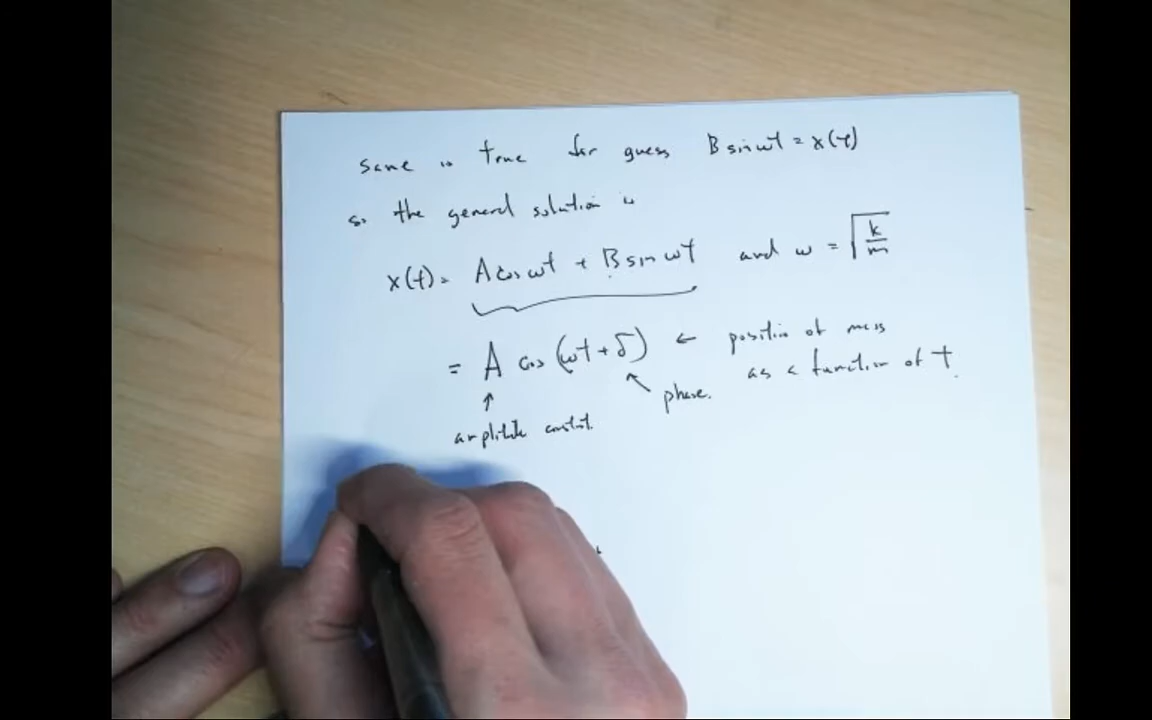 same is true for guess B sin ωt = x(t)
so the general solution is
x(t) = A cos ωt + B sin ωt and ω = √(k/m)
= A cos (ωt + δ) ← position of mass
as a function of t.
↑ ↖ phase.
amplitude constant.